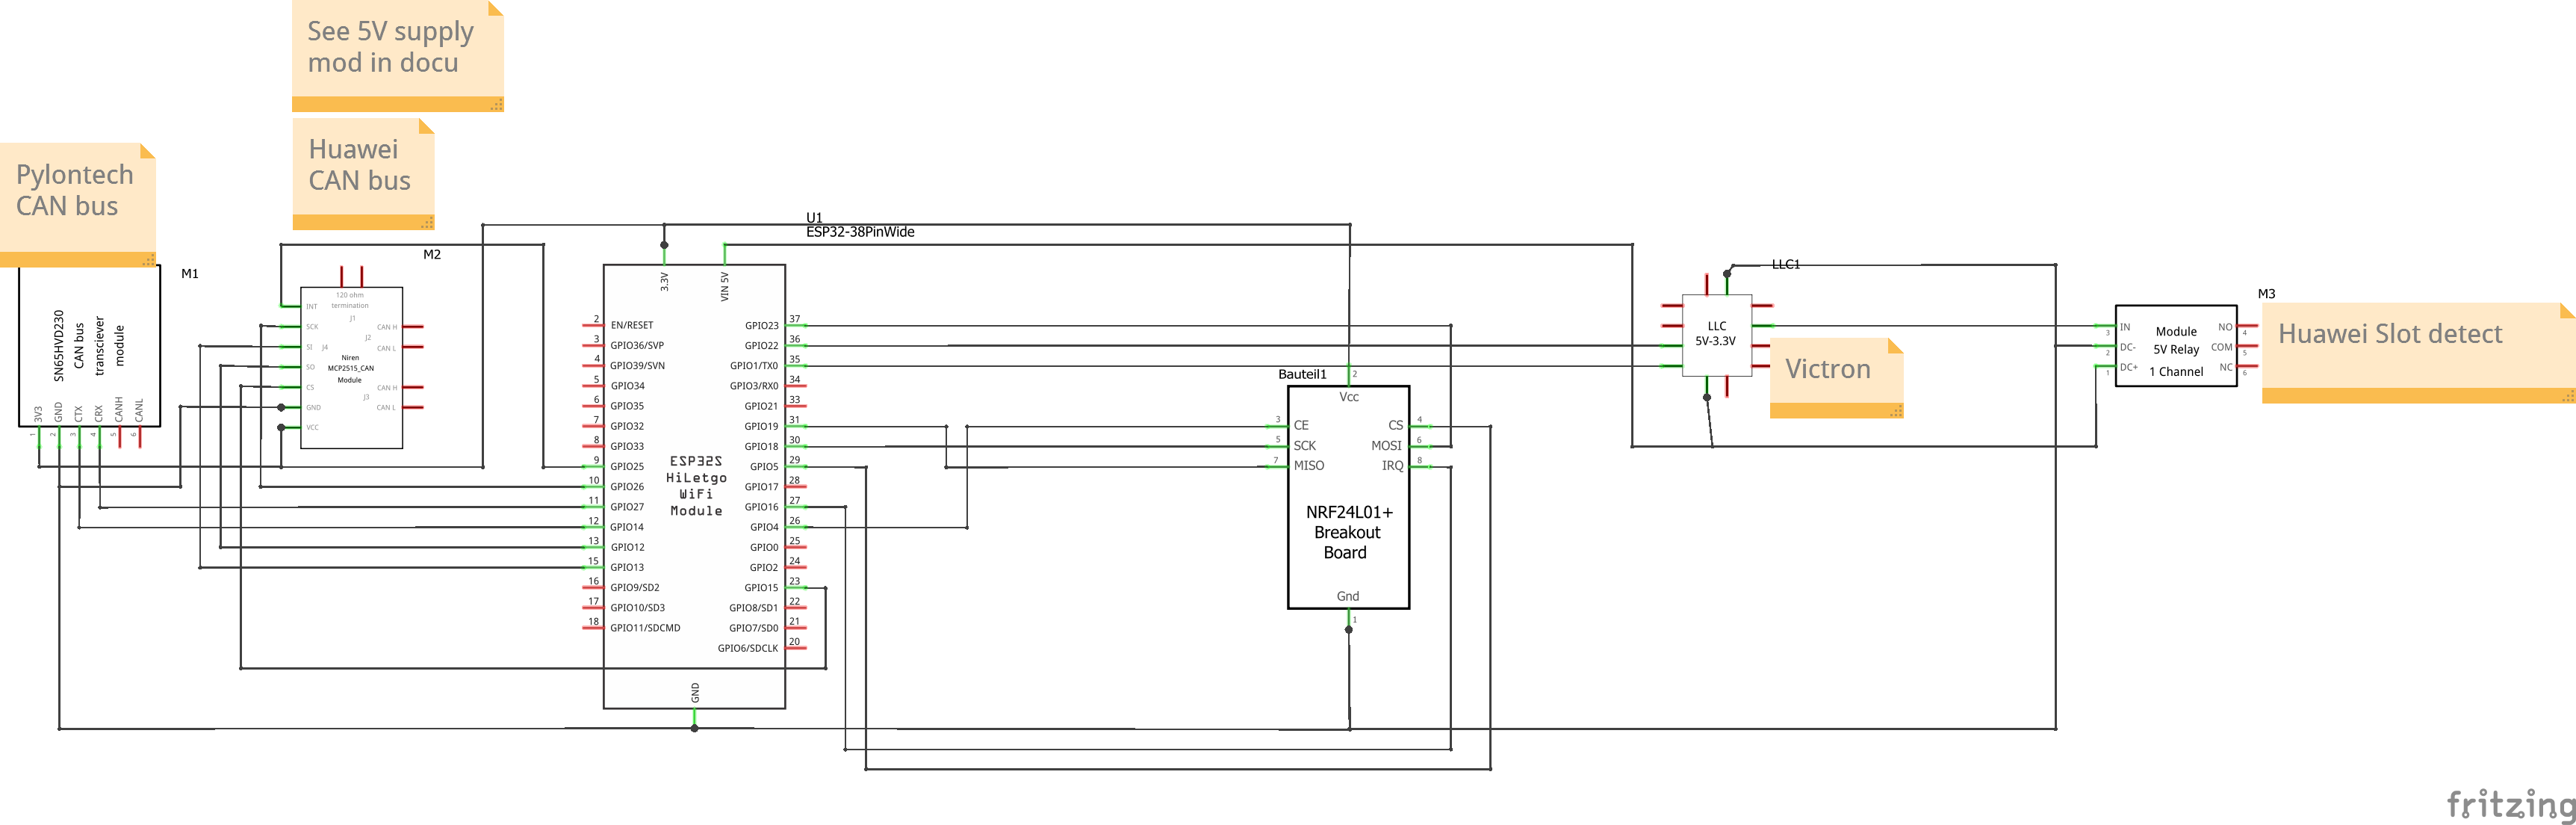 See 5V supply
mod in docu
Huawei
CAN bus
Pylontech
CAN bus
M1
SN65HVD230
CAN bus
transciever
module
3V3
GND
CTX
CRX
CANH
CANL
1
2
3
4
5
6
M2
120 ohm
termination
J1
J2
J4
J3
INT
SCK
SI
SO
CS
GND
VCC
CAN H
CAN L
CAN H
CAN L
Niren
MCP2515_CAN
Module
U1
ESP32-38PinWide
3.3V
VIN 5V
2 EN/RESET
3 GPIO36/SVP
4 GPIO39/SVN
5 GPIO34
6 GPIO35
7 GPIO32
8 GPIO33
9 GPIO25
10 GPIO26
11 GPIO27
12 GPIO14
13 GPIO12
15 GPIO13
16 GPIO9/SD2
17 GPIO10/SD3
18 GPIO11/SDCMD
ESP32S
HiLetgo
WiFi
Module
GPIO23 37
GPIO22 36
GPIO1/TX0 35
GPIO3/RX0 34
GPIO21 33
GPIO19 31
GPIO18 30
GPIO5 29
GPIO17 28
GPIO16 27
GPIO4 26
GPIO0 25
GPIO2 24
GPIO15 23
GPIO8/SD1 22
GPIO7/SD0 21
GPIO6/SDCLK 20
GND
Bauteil1
2
Vcc
3 CE
5 SCK
7 MISO
CS 4
MOSI 6
IRQ 8
NRF24L01+
Breakout
Board
Gnd
1
LLC1
LLC
5V-3.3V
Victron
M3
IN 3
DC- 2
DC+ 1
Module
5V Relay
1 Channel
NO 4
COM 5
NC 6
Huawei Slot detect
fritzing